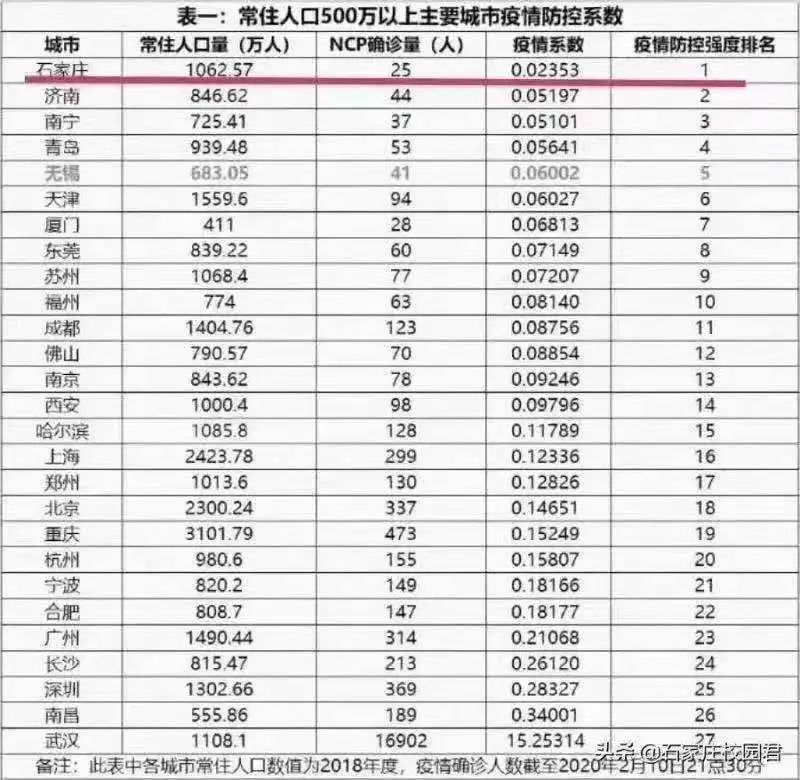 表一：常住人口500万以上主要城市疫情防控系数
城市 常住人口量（万人） NCP确诊量（人） 疫情系数 疫情防控强度排名
石家庄 1062.57 25 0.02353 1
济南 846.62 44 0.05197 2
南宁 725.41 37 0.05101 3
青岛 939.48 53 0.05641 4
无锡 683.05 41 0.06002 5
天津 1559.6 94 0.06027 6
厦门 411 28 0.06813 7
东莞 839.22 60 0.07149 8
苏州 1068.4 77 0.07207 9
福州 774 63 0.08140 10
成都 1404.76 123 0.08756 11
佛山 790.57 70 0.08854 12
南京 843.62 78 0.09246 13
西安 1000.4 98 0.09796 14
哈尔滨 1085.8 128 0.11789 15
上海 2423.78 299 0.12336 16
郑州 1013.6 130 0.12826 17
北京 2300.24 337 0.14651 18
重庆 3101.79 473 0.15249 19
杭州 980.6 155 0.15807 20
宁波 820.2 149 0.18166 21
合肥 808.7 147 0.18177 22
广州 1490.44 314 0.21068 23
长沙 815.47 213 0.26120 24
深圳 1302.66 369 0.28327 25
南昌 555.86 189 0.34001 26
武汉 1108.1 16902 15.25314 27
头条 @石家庄校园君
备注：此表中各城市常住人口数值为2018年度，疫情确诊人数截至2020年2月10日21点30分